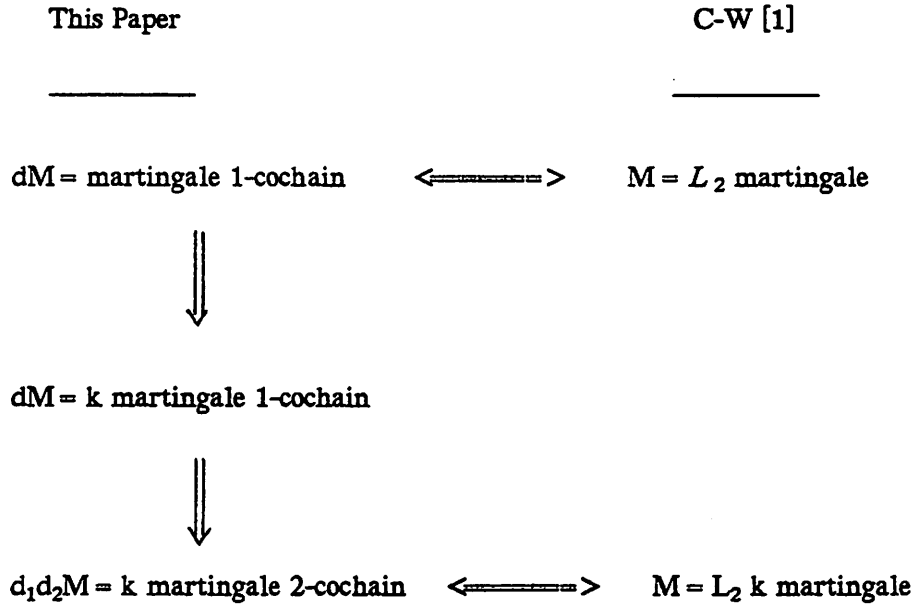 This Paper C-W [1]
dM = martingale 1-cochain <=====> M = L₂ martingale
dM = k martingale 1-cochain
d₁d₂M = k martingale 2-cochain <=====> M = L₂ k martingale